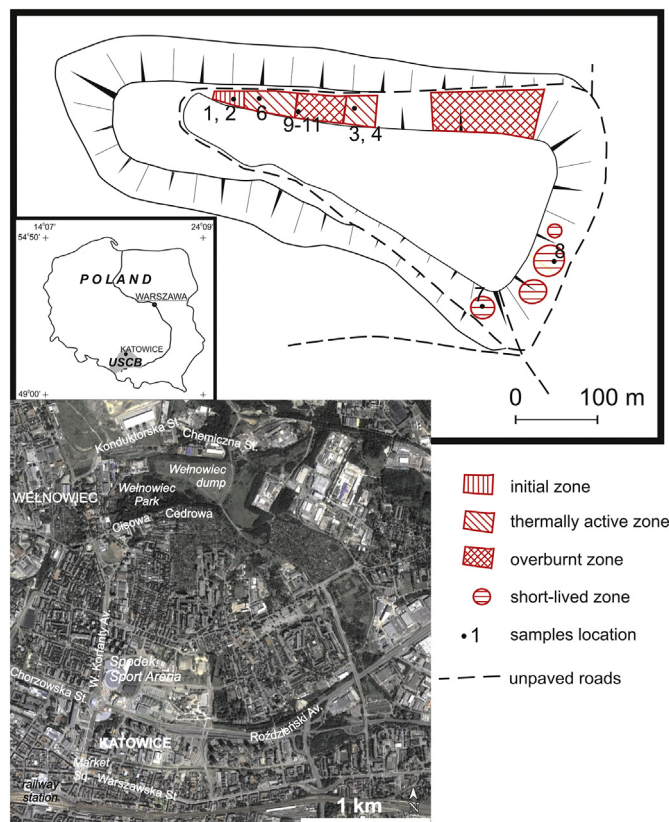 1, 2
6
9-11
3, 4
8
7
0 100 m
14°07'
24°09'
54°50'
POLAND
WARSZAWA
KATOWICE
USCB
49°00'
Konduktorska St.
Chemiczna St.
Wełnowiec
dump
WEŁNOWIEC
Wełnowiec
Park
Cisowa
Cedrowa
W. Korfanty Av.
Spodek
Sport Arena
Chorzowska St.
Roździeński Av.
KATOWICE
Market
Sq.
Warszawska St.
railway
station
1 km
N
initial zone
thermally active zone
overburnt zone
short-lived zone
1 samples location
unpaved roads